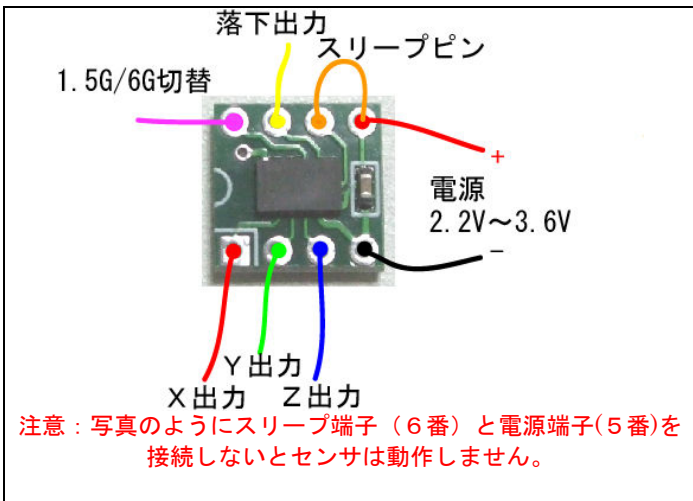 落下出力
スリープピン
1.5G/6G切替
+
電源
2.2V～3.6V
−
Y出力
X出力
Z出力
注意：写真のようにスリープ端子（６番）と電源端子(５番)を
接続しないとセンサは動作しません。